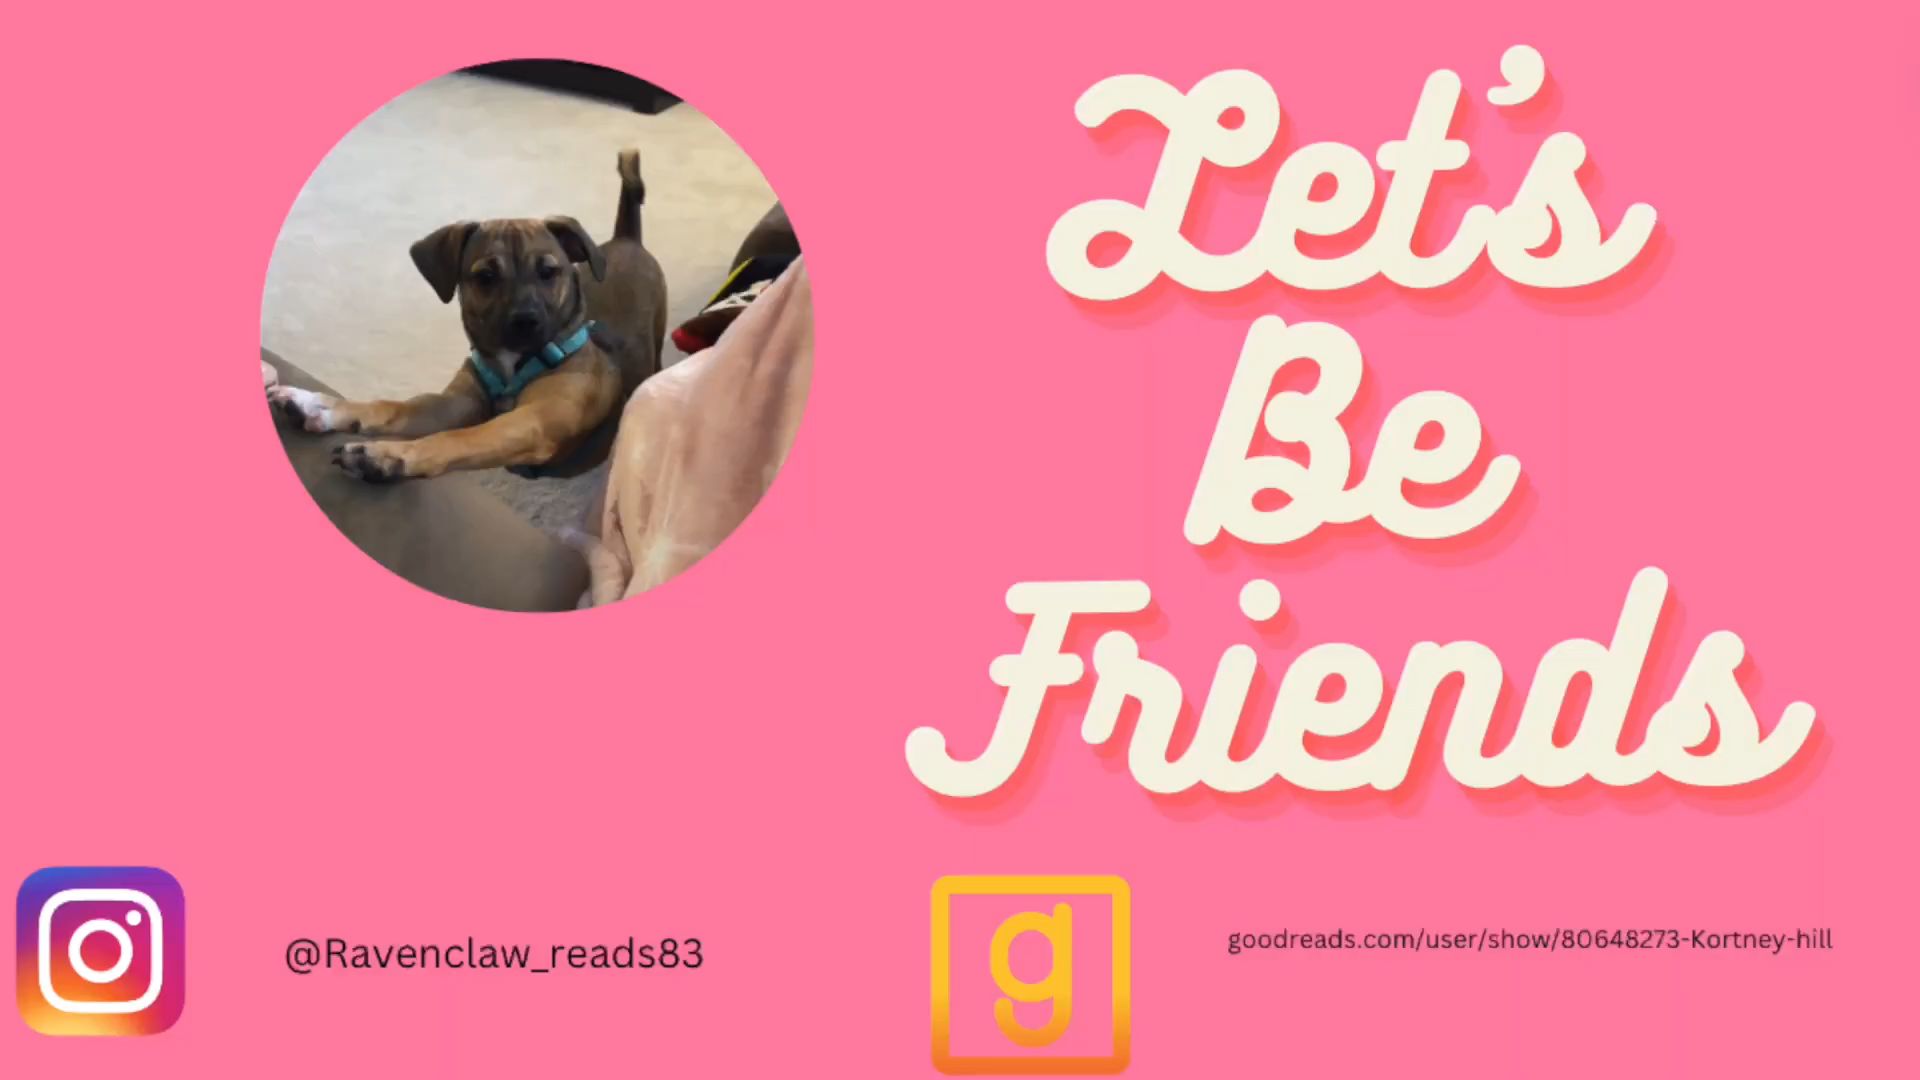 Let's
Be
Friends
@Ravenclaw_reads83
goodreads.com/user/show/80648273-Kortney-hill